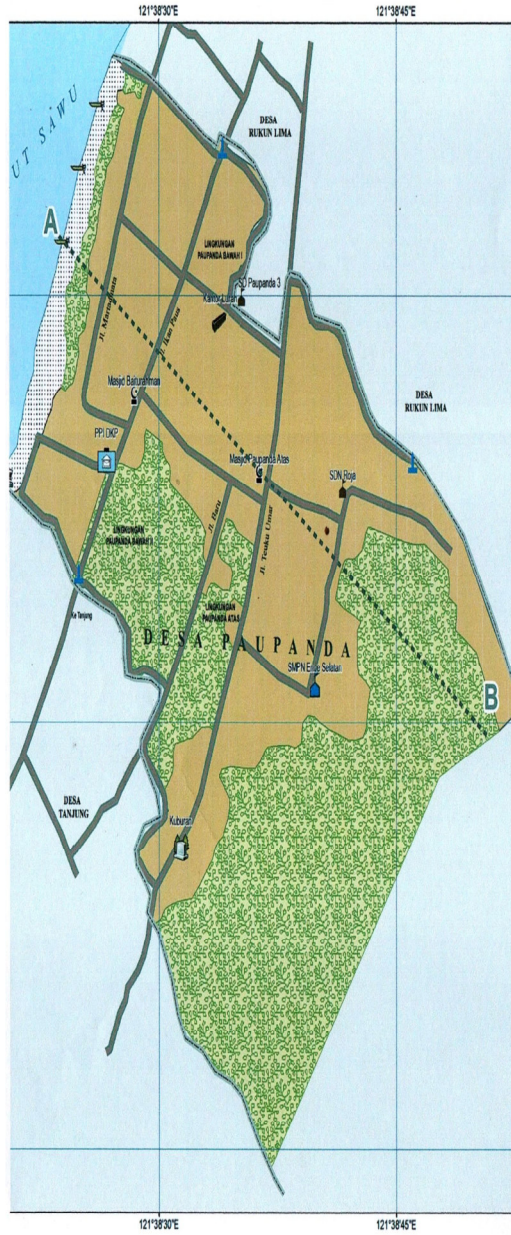 121°38'30"E
121°38'45"E
UT SAWU
DESA
RUKUN LIMA
A
LINGKUNGAN
PAUPANDA BAWAH I
SD Paupanda 3
Kantor Lurah
Jl. Ikan Paus
DESA
RUKUN LIMA
Masjid Baiturahman
PPI DKP
Masjid Paupanda Atas
SDN Roja
Jl. Baru
LINGKUNGAN
PAUPANDA BAWAH II
Jl. Teuku Umar
LINGKUNGAN
PAUPANDA ATAS
Ke Tanjung
DESA PAUPANDA
SMPN Ende Selatan
B
DESA
TANJUNG
Kuburan
121°38'30"E
121°38'45"E